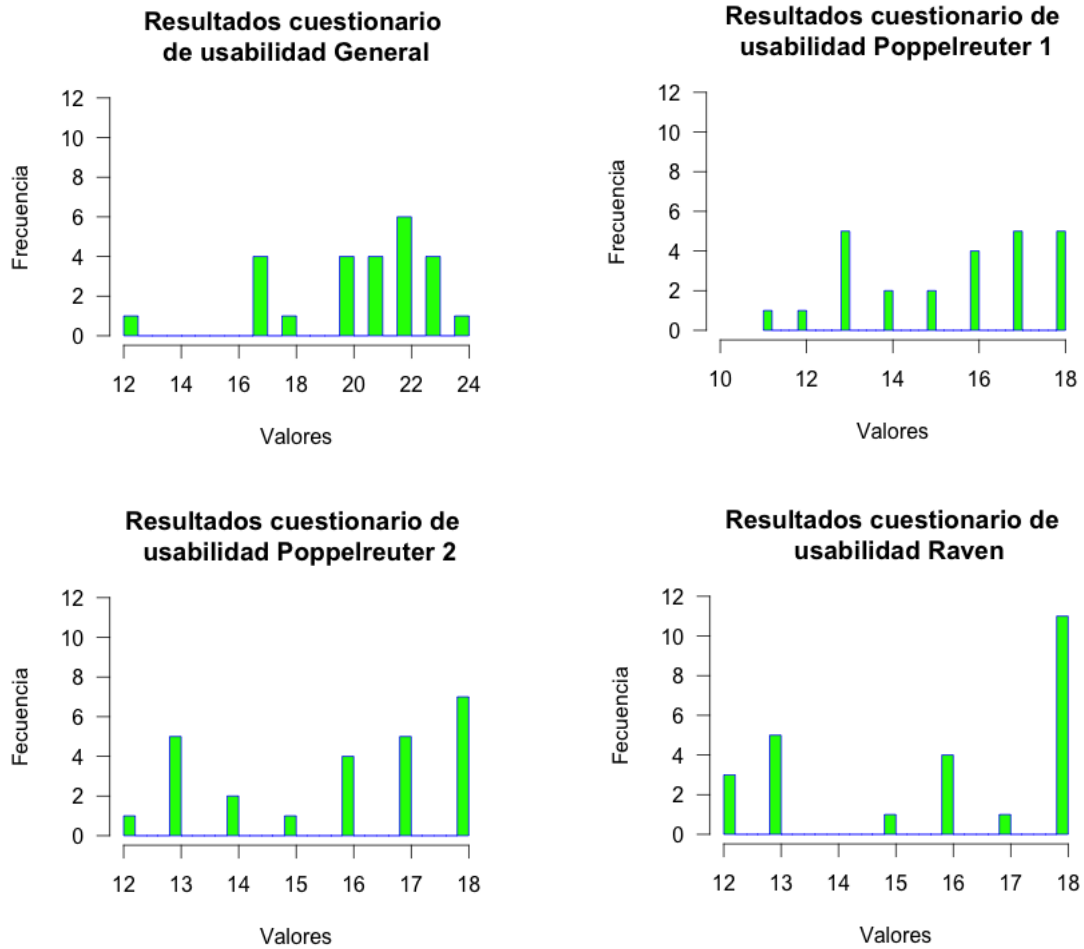 Resultados cuestionario
de usabilidad General
12
10
8
6
4
2
0
Frecuencia
12 14 16 18 20 22 24
Valores
Resultados cuestionario de
usabilidad Poppelreuter 1
12
10
8
6
4
2
0
Frecuencia
10 12 14 16 18
Valores
Resultados cuestionario de
usabilidad Poppelreuter 2
12
10
8
6
4
2
0
Fecuencia
12 13 14 15 16 17 18
Valores
Resultados cuestionario de
usabilidad Raven
12
10
8
6
4
2
0
Fecuencia
12 13 14 15 16 17 18
Valores